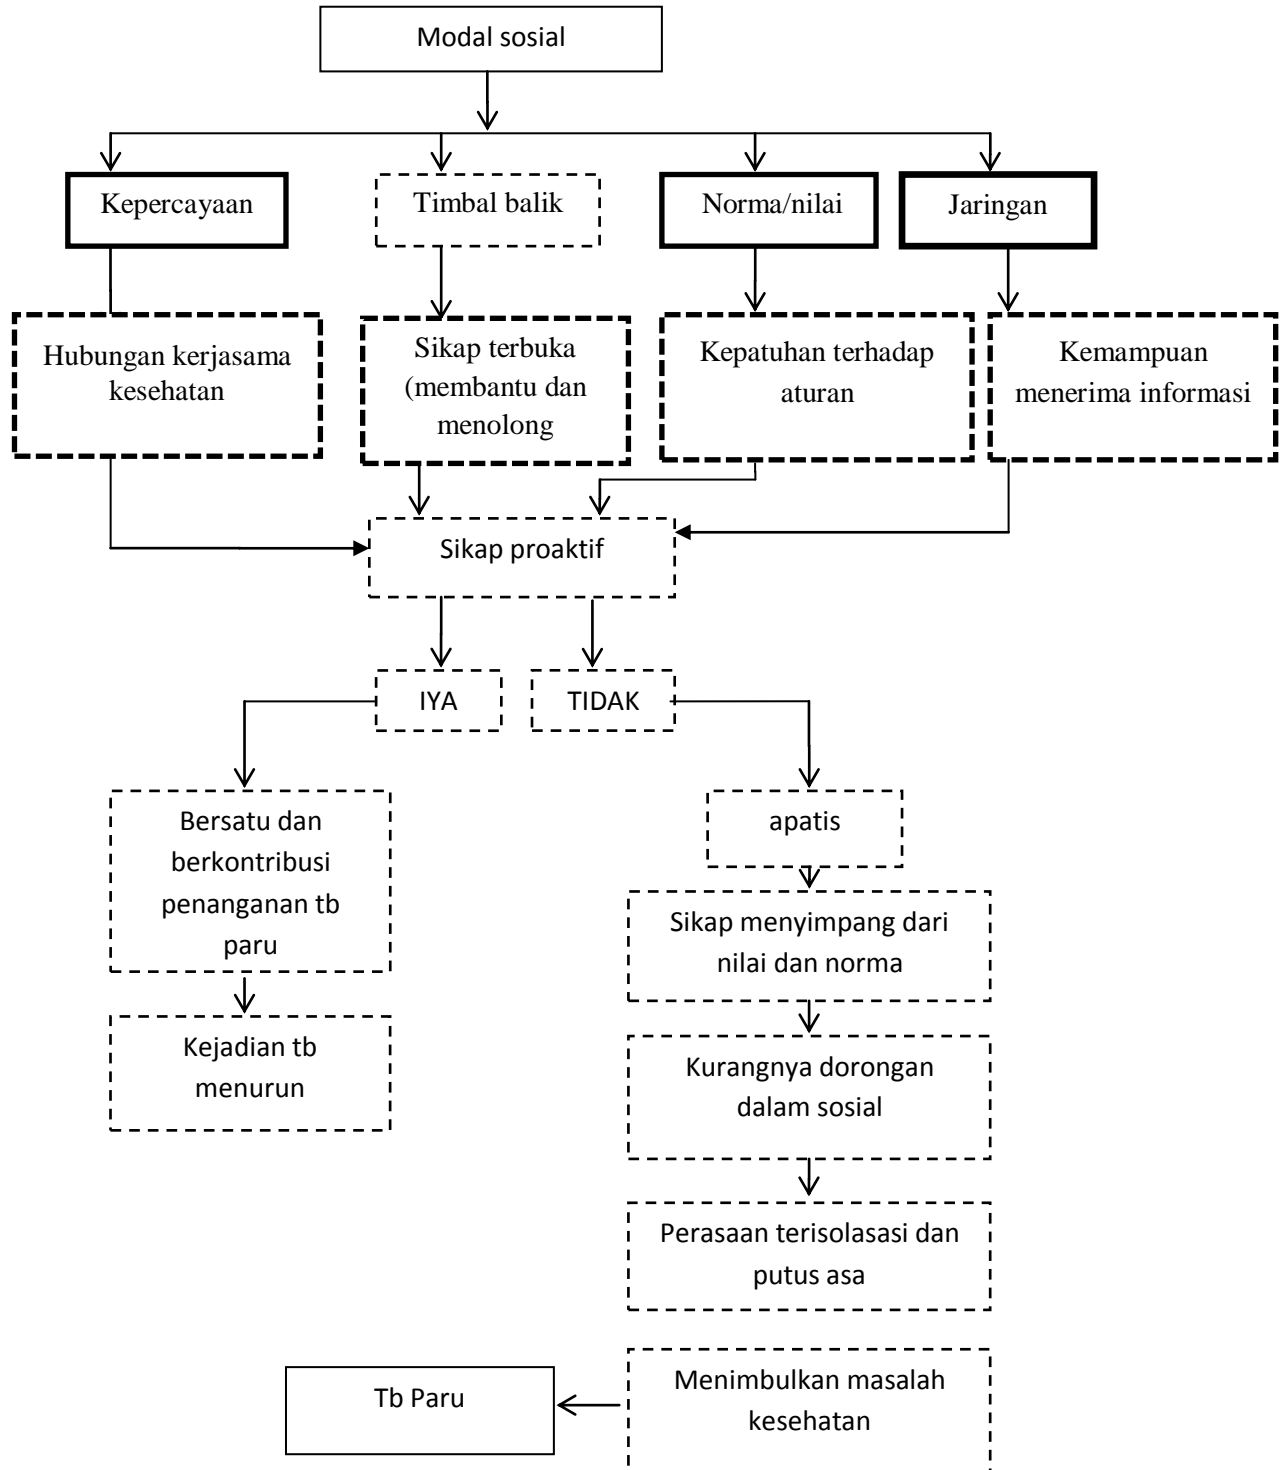 Modal sosial
Kepercayaan
Timbal balik
Norma/nilai
Jaringan
Hubungan kerjasama
kesehatan
Sikap terbuka
(membantu dan
menolong
Kepatuhan terhadap
aturan
Kemampuan
menerima informasi
Sikap proaktif
IYA
TIDAK
Bersatu dan
berkontribusi
penanganan tb
paru
Kejadian tb
menurun
apatis
Sikap menyimpang dari
nilai dan norma
Kurangnya dorongan
dalam sosial
Perasaan terisolasasi dan
putus asa
Menimbulkan masalah
kesehatan
Tb Paru